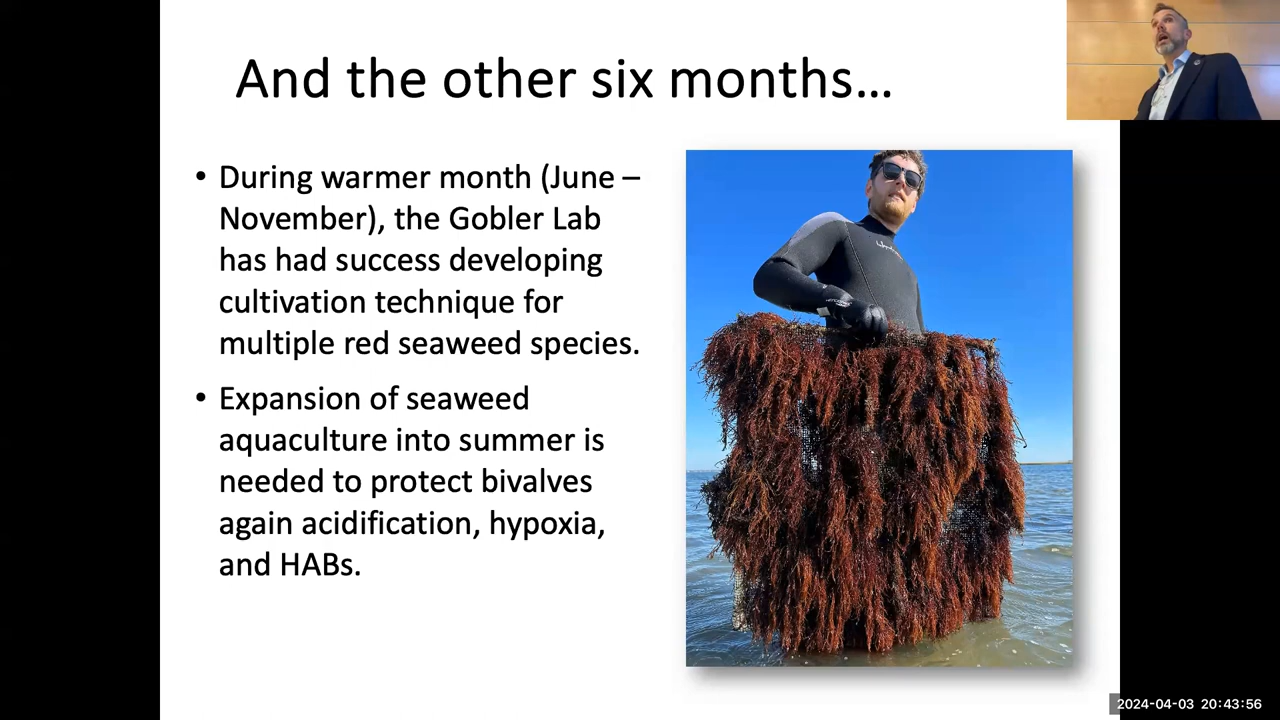 And the other six months...
• During warmer month (June –
November), the Gobler Lab
has had success developing
cultivation technique for
multiple red seaweed species.
• Expansion of seaweed
aquaculture into summer is
needed to protect bivalves
again acidification, hypoxia,
and HABs.
2024-04-03 20:43:56